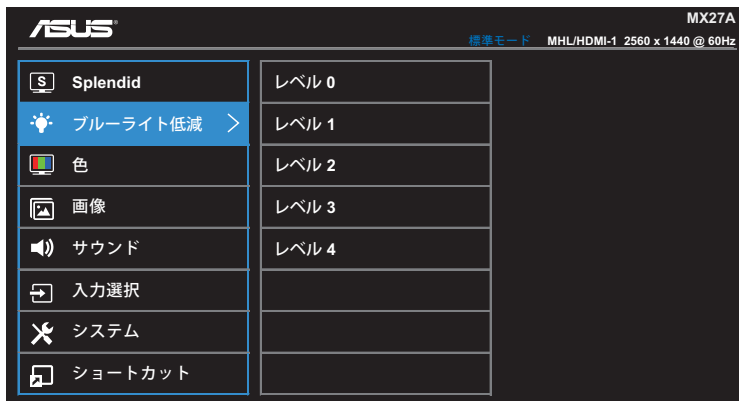 ASUS
MX27A
標準モード MHL/HDMI-1 2560 x 1440 @ 60Hz
S Splendid
レベル 0
ブルーライト低減
レベル 1
色
レベル 2
画像
レベル 3
サウンド
レベル 4
入力選択
システム
ショートカット